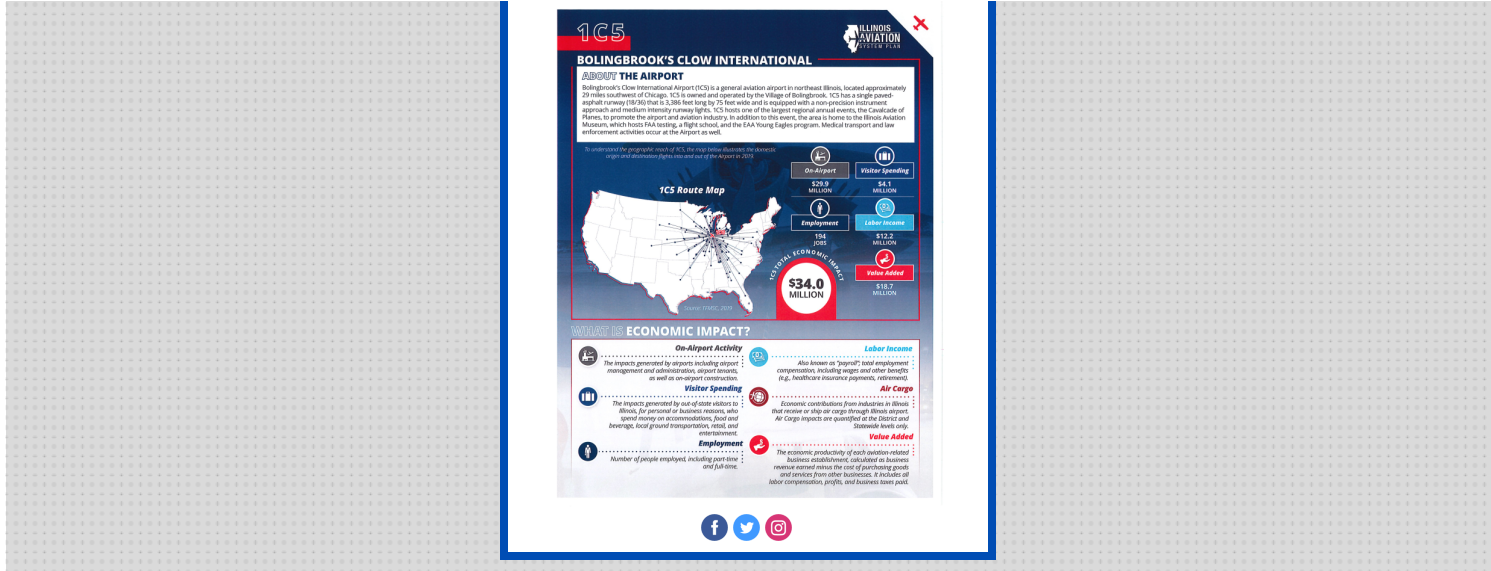 1C5
ILLINOIS
AVIATION
SYSTEM PLAN
BOLINGBROOK'S CLOW INTERNATIONAL
ABOUT THE AIRPORT
Bolingbrook's Clow International Airport (1C5) is a general aviation airport in northeast Illinois, located approximately
29 miles southwest of Chicago. 1C5 is owned and operated by the Village of Bolingbrook. 1C5 has a single paved-
asphalt runway (18/36) that is 3,386 feet long by 75 feet wide and is equipped with a non-precision instrument
approach and medium intensity runway lights. 1C5 hosts one of the largest regional annual events, the Cavalcade of
Planes, to promote the airport and aviation industry. In addition to this event, the area is home to the Illinois Aviation
Museum, which hosts FAA testing, a flight school, and the EAA Young Eagles program. Medical transport and law
enforcement activities occur at the Airport as well.
To understand the geographic reach of 1C5, the map below illustrates the domestic
origin and destination flights into and out of the Airport in 2019.
1C5 Route Map
Source: TFMSC, 2021
On-Airport
$29.9
MILLION
Visitor Spending
$4.1
MILLION
Employment
194
JOBS
Labor Income
$12.2
MILLION
1C5 TOTAL ECONOMIC IMPACT
$34.0
MILLION
Value Added
$18.7
MILLION
WHAT IS ECONOMIC IMPACT?
On-Airport Activity
The impacts generated by airports including airport
management and administration, airport tenants,
as well as on-airport construction.
Visitor Spending
The impacts generated by out-of-state visitors to
Illinois, for personal or business reasons, who
spend money on accommodations, food and
beverage, local ground transportation, retail, and
entertainment.
Employment
Number of people employed, including part-time
and full-time.
Labor Income
Also known as "payroll"; total employment
compensation, including wages and other benefits
(e.g., healthcare insurance payments, retirement).
Air Cargo
Economic contributions from industries in Illinois
that receive or ship air cargo through Illinois airport.
Air Cargo impacts are quantified at the District and
Statewide levels only.
Value Added
The economic productivity of each aviation-related
business establishment, calculated as business
revenue earned minus the cost of purchasing goods
and services from other businesses. It includes all
labor compensation, profits, and business taxes paid.